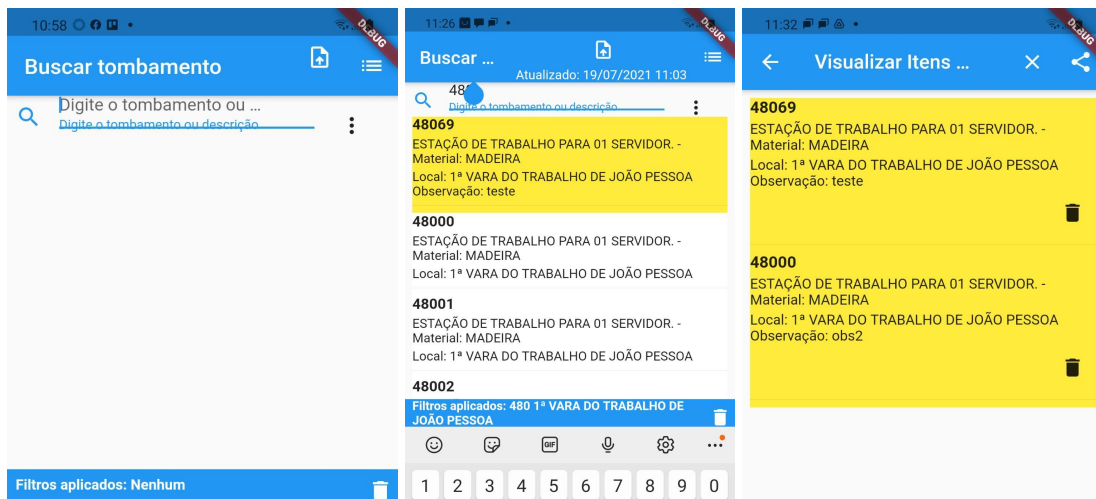 10:58
DEBUG
Buscar tombamento
Digite o tombamento ou ...
Digite o tombamento ou descrição
Filtros aplicados: Nenhum
11:26
DEBUG
Buscar ...
Atualizado: 19/07/2021 11:03
48
Digite o tombamento ou descrição
48069
ESTAÇÃO DE TRABALHO PARA 01 SERVIDOR. -
Material: MADEIRA
Local: 1ª VARA DO TRABALHO DE JOÃO PESSOA
Observação: teste
48000
ESTAÇÃO DE TRABALHO PARA 01 SERVIDOR. -
Material: MADEIRA
Local: 1ª VARA DO TRABALHO DE JOÃO PESSOA
48001
ESTAÇÃO DE TRABALHO PARA 01 SERVIDOR. -
Material: MADEIRA
Local: 1ª VARA DO TRABALHO DE JOÃO PESSOA
48002
Filtros aplicados: 480 1ª VARA DO TRABALHO DE
JOÃO PESSOA
GIF
1 2 3 4 5 6 7 8 9 0
11:32
DEBUG
Visualizar Itens ...
48069
ESTAÇÃO DE TRABALHO PARA 01 SERVIDOR. -
Material: MADEIRA
Local: 1ª VARA DO TRABALHO DE JOÃO PESSOA
Observação: teste
48000
ESTAÇÃO DE TRABALHO PARA 01 SERVIDOR. -
Material: MADEIRA
Local: 1ª VARA DO TRABALHO DE JOÃO PESSOA
Observação: obs2